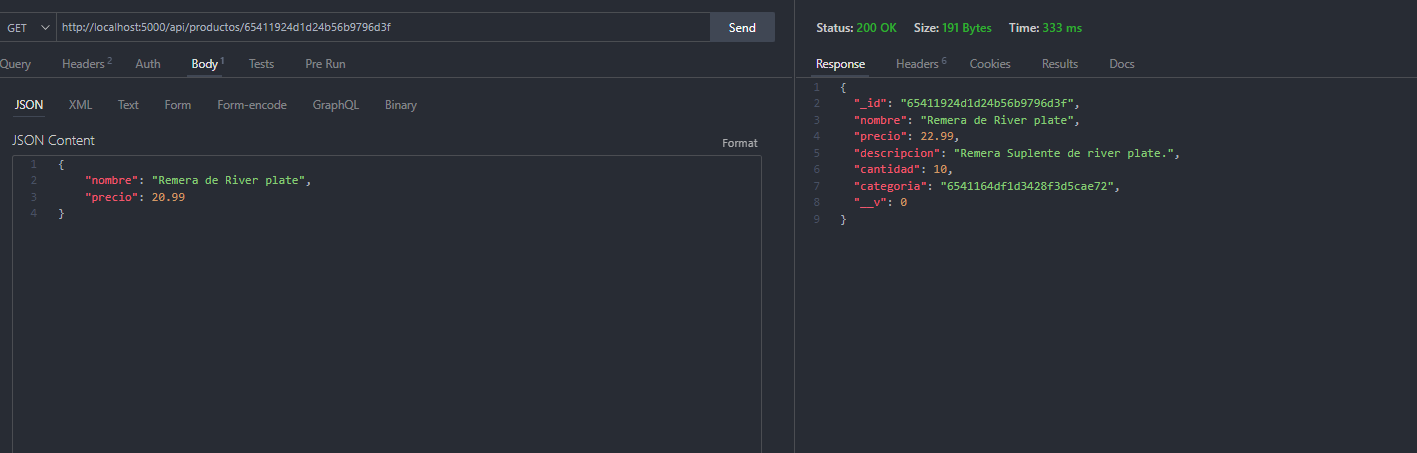 GET http://localhost:5000/api/productos/65411924d1d24b56b9796d3f Send
Query Headers 2 Auth Body 1 Tests Pre Run
JSON XML Text Form Form-encode GraphQL Binary
JSON Content Format
1 {
2 "nombre": "Remera de River plate",
3 "precio": 20.99
4 }
Status: 200 OK Size: 191 Bytes Time: 333 ms
Response Headers 6 Cookies Results Docs
1 {
2 "_id": "65411924d1d24b56b9796d3f",
3 "nombre": "Remera de River plate",
4 "precio": 22.99,
5 "descripcion": "Remera Suplente de river plate.",
6 "cantidad": 10,
7 "categoria": "6541164df1d3428f3d5cae72",
8 "__v": 0
9 }